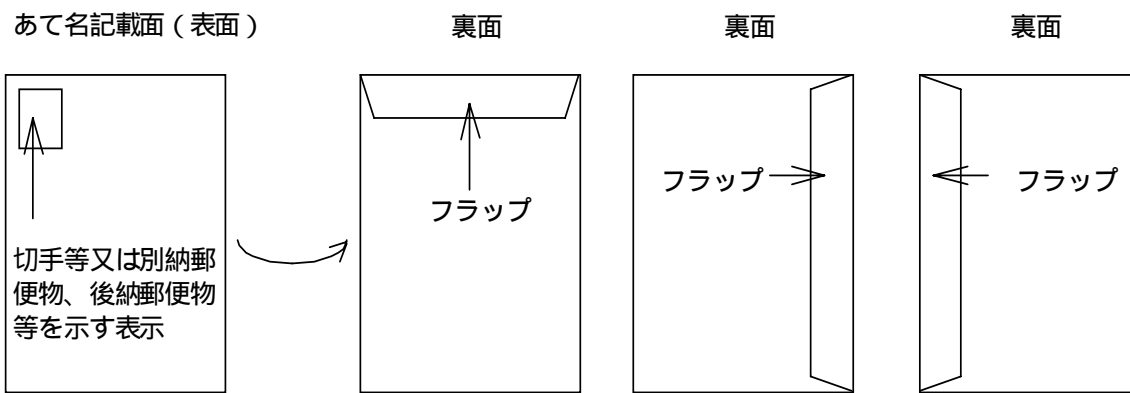 あて名記載面(表面)
裏面
裏面
裏面
切手等又は別納郵
便物、後納郵便物
等を示す表示
フラップ
フラップ
フラップ